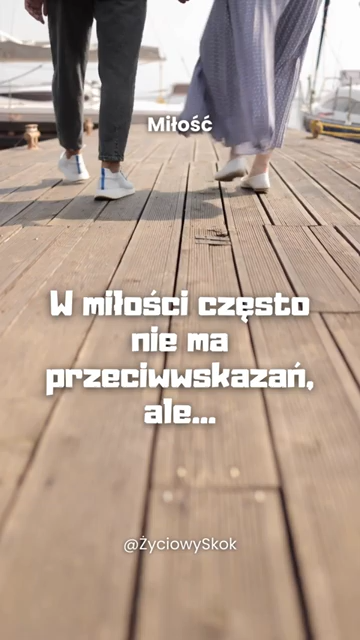 Miłość
W miłości często
nie ma
przeciwwskazań,
ale...
@ŻyciowySkok